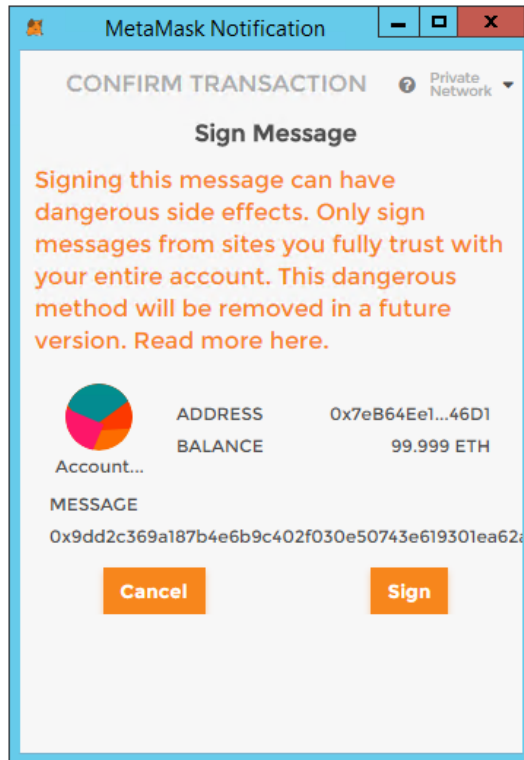 MetaMask Notification
CONFIRM TRANSACTION
Private
Network
Sign Message
Signing this message can have
dangerous side effects. Only sign
messages from sites you fully trust with
your entire account. This dangerous
method will be removed in a future
version. Read more here.
ADDRESS 0x7eB64Ee1...46D1
BALANCE 99.999 ETH
Account...
MESSAGE
0x9dd2c369a187b4e6b9c402f030e50743e619301ea62a
Cancel Sign